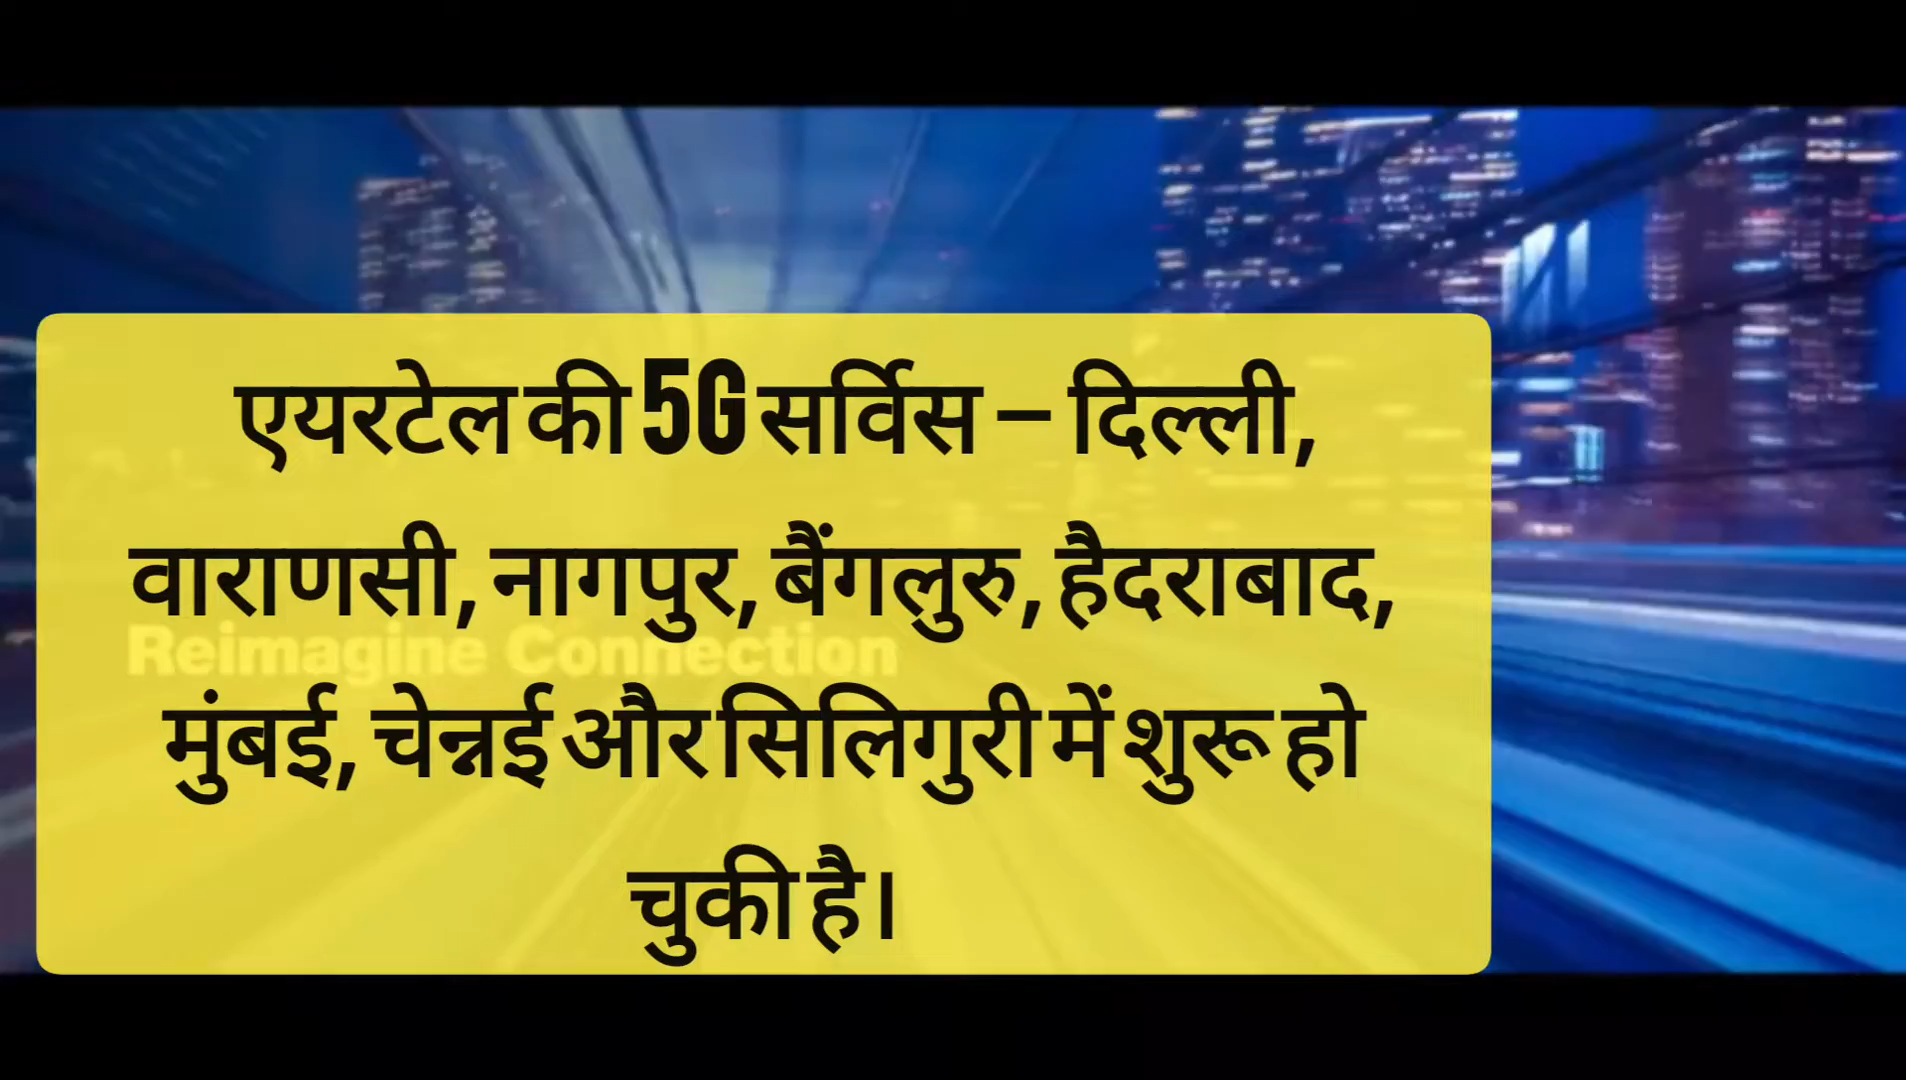 एयरटेल की 5G सर्विस – दिल्ली,
वाराणसी, नागपुर, बैंगलुरु, हैदराबाद,
Reimagine Connection
मुंबई, चेन्नई और सिलिगुरी में शुरू हो
चुकी है।